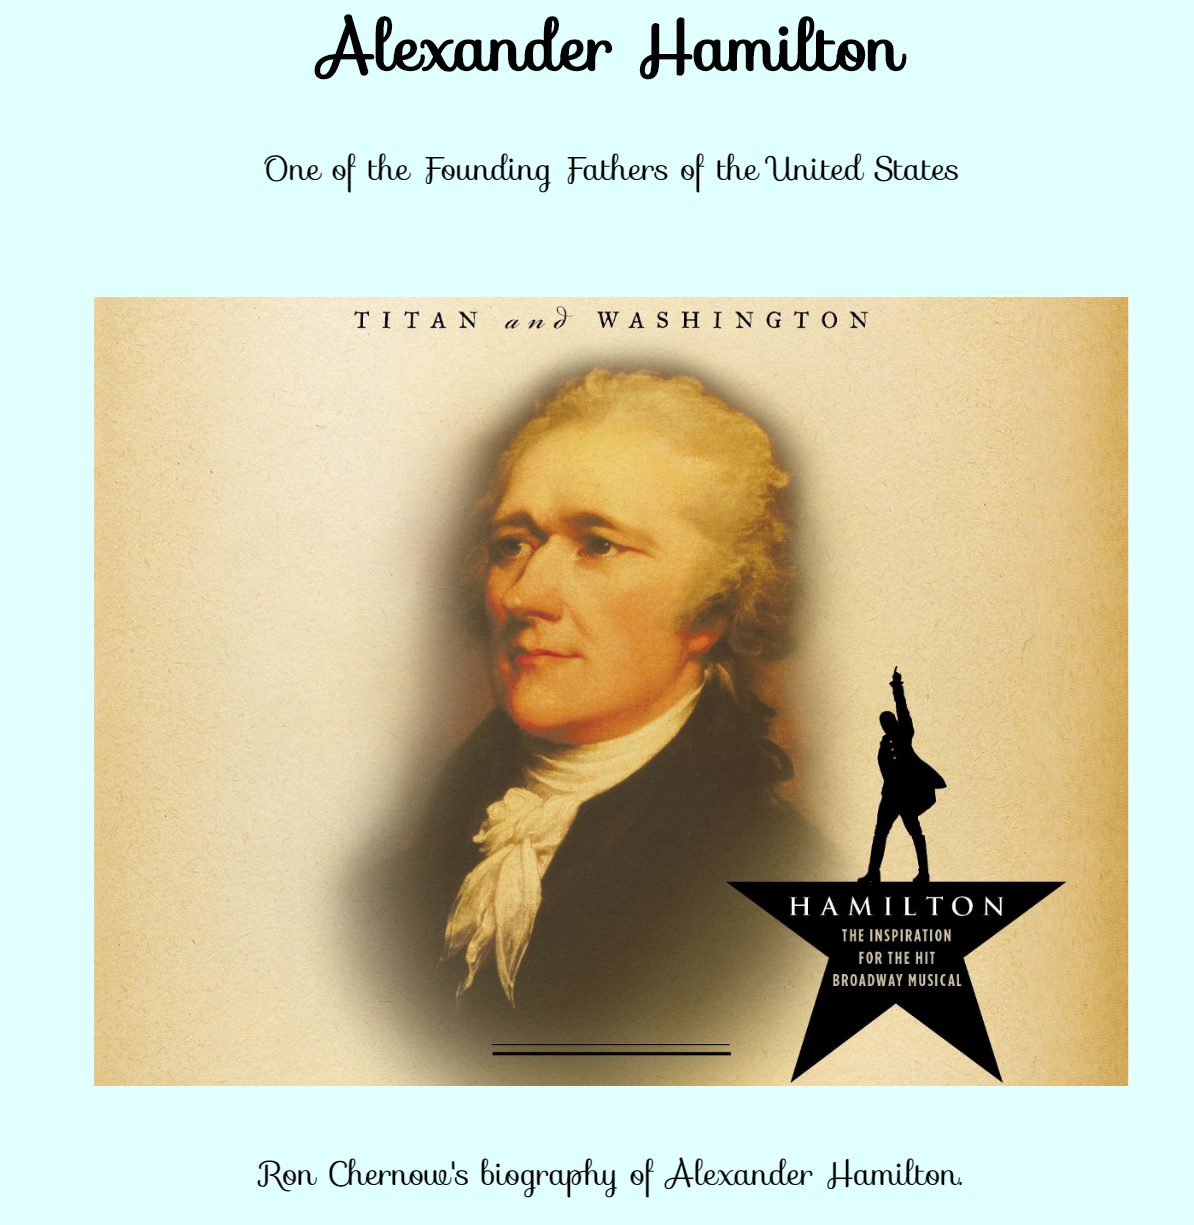 Alexander Hamilton
One of the Founding Fathers of the United States
TITAN and WASHINGTON
HAMILTON
THE INSPIRATION
FOR THE HIT
BROADWAY MUSICAL
Ron Chernow's biography of Alexander Hamilton.